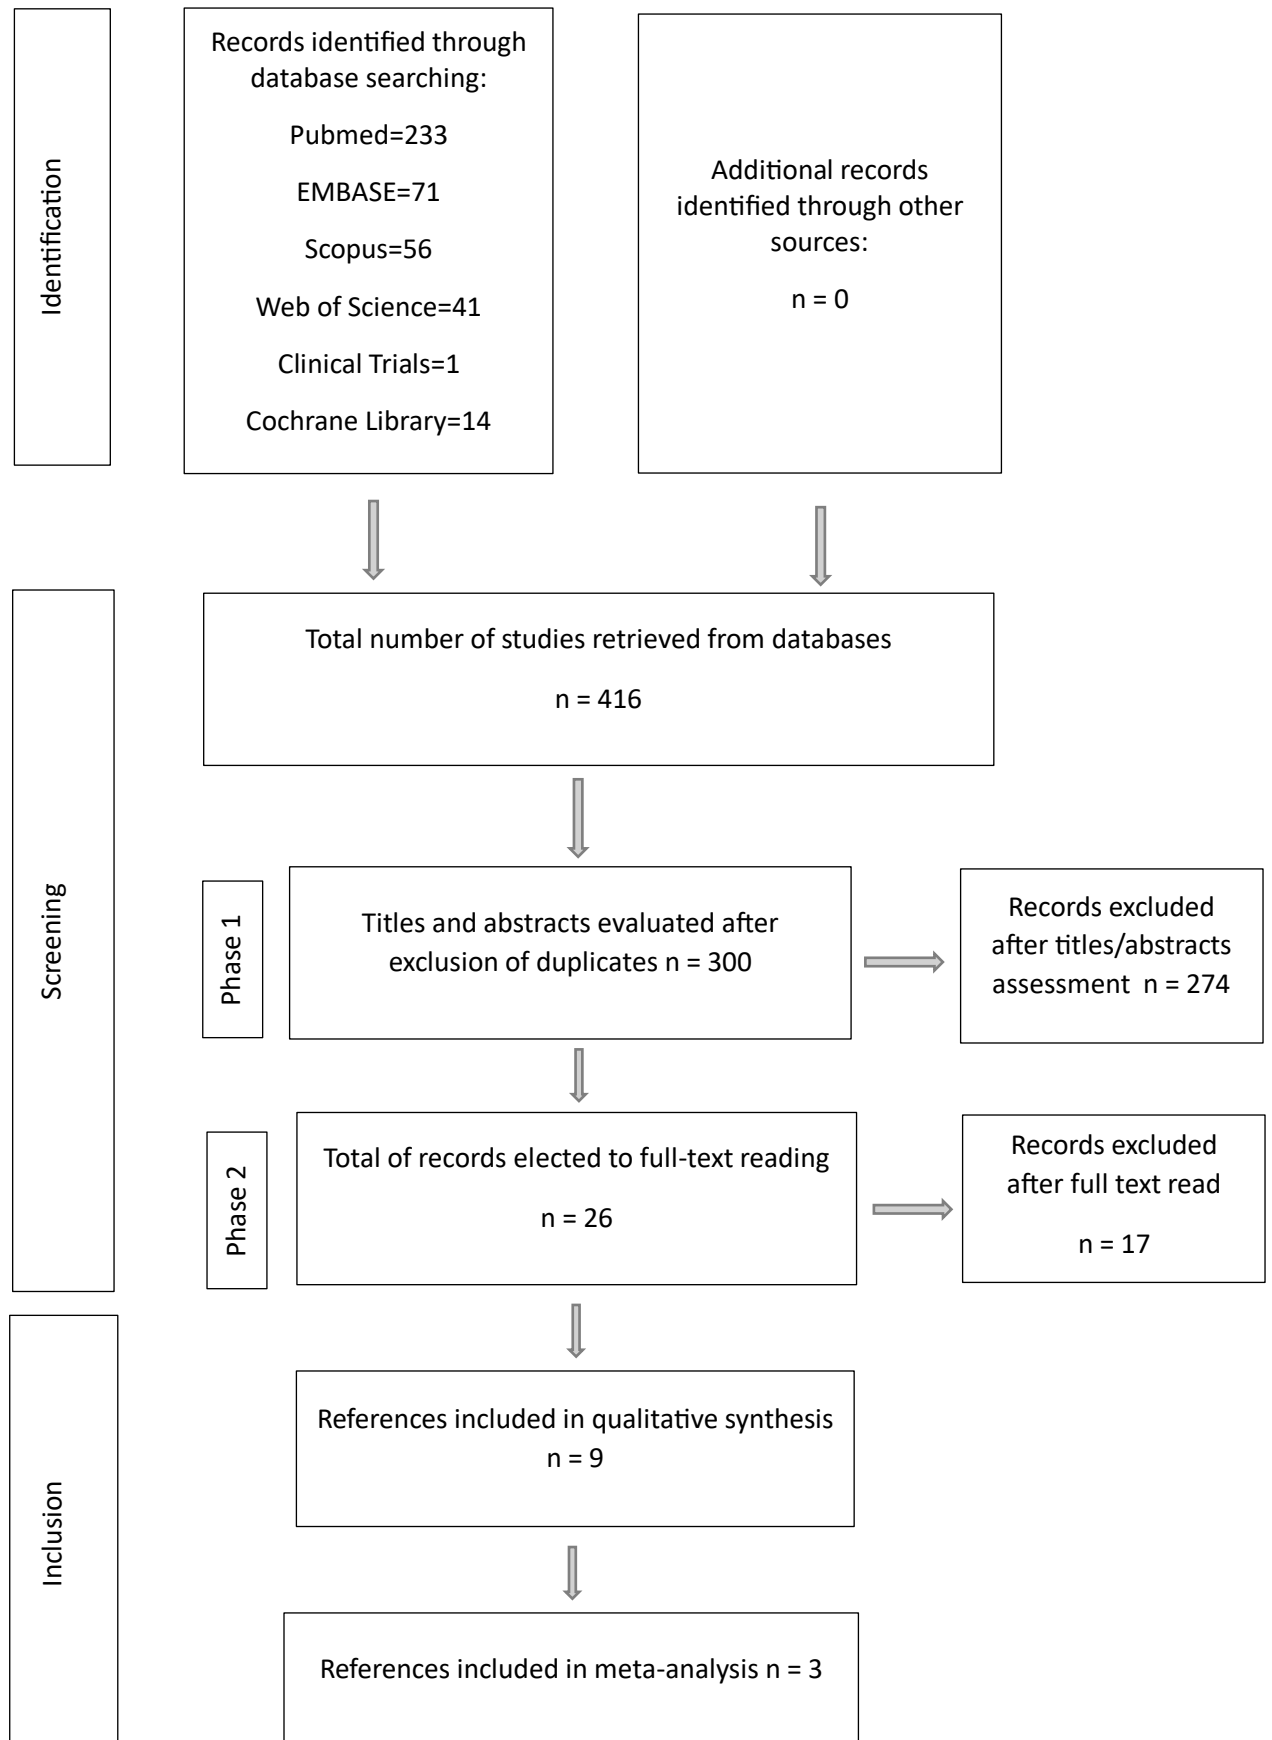 Identification
Records identified through
database searching:
Pubmed=233
EMBASE=71
Scopus=56
Web of Science=41
Clinical Trials=1
Cochrane Library=14
Additional records
identified through other
sources:
n = 0
Screening
Total number of studies retrieved from databases
n = 416
Phase 1
Titles and abstracts evaluated after
exclusion of duplicates n = 300
Records excluded
after titles/abstracts
assessment n = 274
Phase 2
Total of records elected to full-text reading
n = 26
Records excluded
after full text read
n = 17
Inclusion
References included in qualitative synthesis
n = 9
References included in meta-analysis n = 3